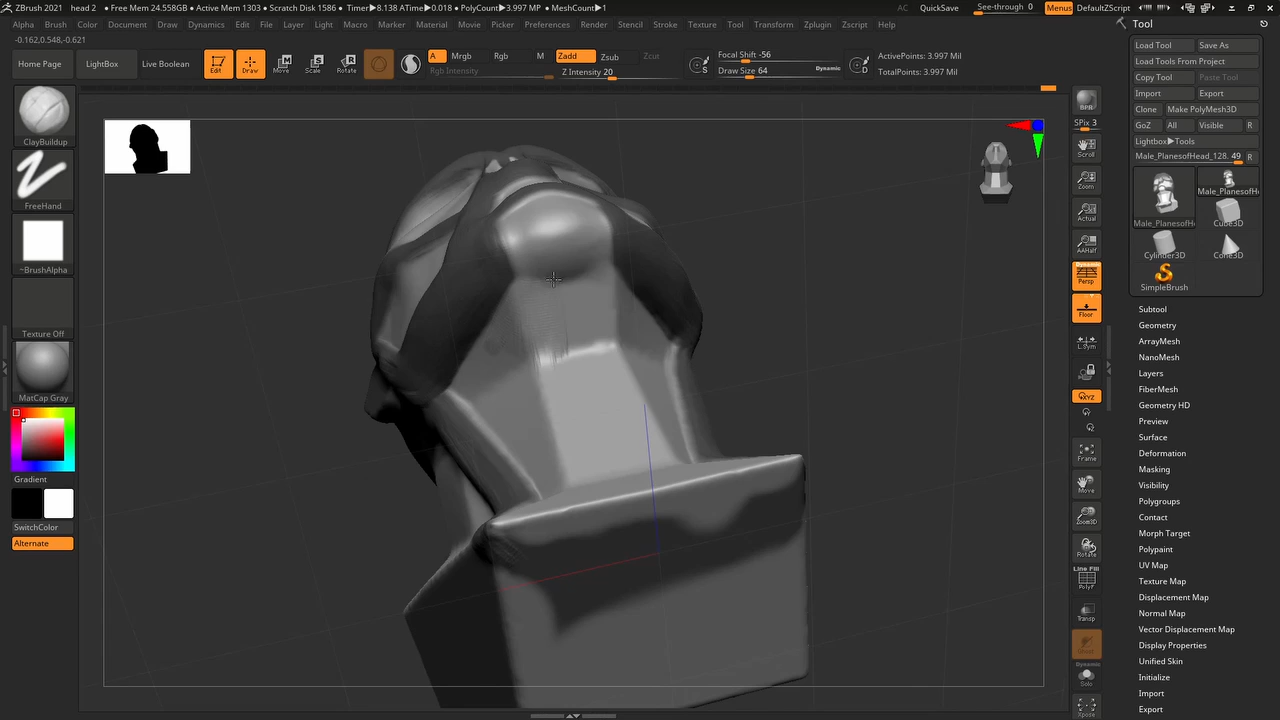 ZBrush 2021 head 2 • Free Mem 24.558GB • Active Mem 1303 • Scratch Disk 1586 • Timer▶8.138 ATime▶0.018 • PolyCount▶3.997 MP • MeshCount▶1 AC QuickSave See-through 0 Menus DefaultZScript
Alpha Brush Color Document Draw Dynamics Edit File Layer Light Macro Marker Material Movie Picker Preferences Render Stencil Stroke Texture Tool Transform Zplugin Zscript Help
-0.162,0.548,-0.621
Home Page LightBox Live Boolean Edit Draw Move Scale Rotate
A Mrgb Rgb M Zadd Zsub Zcut
Rgb Intensity Z Intensity 20
Focal Shift -56
Draw Size 64 Dynamic
S D
ActivePoints: 3.997 Mil
TotalPoints: 3.997 Mil
ClayBuildup
FreeHand
~BrushAlpha
Texture Off
MatCap Gray
Gradient
SwitchColor
Alternate
BPR
SPix 3
Scroll
Zoom
Actual
AAHalf
Dynamic
Persp
Floor
L.Sym
XYZ
Frame
Move
Zoom3D
Rotate
Line Fill
PolyF
Transp
Ghost
Dynamic
Solo
Xpose
Tool
Load Tool Save As
Load Tools From Project
Copy Tool Paste Tool
Import Export
Clone Make PolyMesh3D
GoZ All Visible R
Lightbox▶Tools
Male_PlanesofHead_128. 49 R
Male_PlanesofHe
Male_PlanesofHe Cube3D
Cylinder3D Cone3D
SimpleBrush
Subtool
Geometry
ArrayMesh
NanoMesh
Layers
FiberMesh
Geometry HD
Preview
Surface
Deformation
Masking
Visibility
Polygroups
Contact
Morph Target
Polypaint
UV Map
Texture Map
Displacement Map
Normal Map
Vector Displacement Map
Display Properties
Unified Skin
Initialize
Import
Export